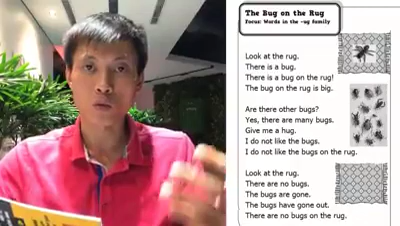 The Bug on the Rug
Focus: Words in the -ug family
Look at the rug.
There is a bug.
There is a bug on the rug!
The bug on the rug is big.
Are there other bugs?
Yes, there are many bugs.
Give me a hug.
I do not like the bugs.
I do not like the bugs on the rug.
Look at the rug.
There are no bugs.
The bugs are gone.
The bugs have gone out.
There are no bugs on the rug.